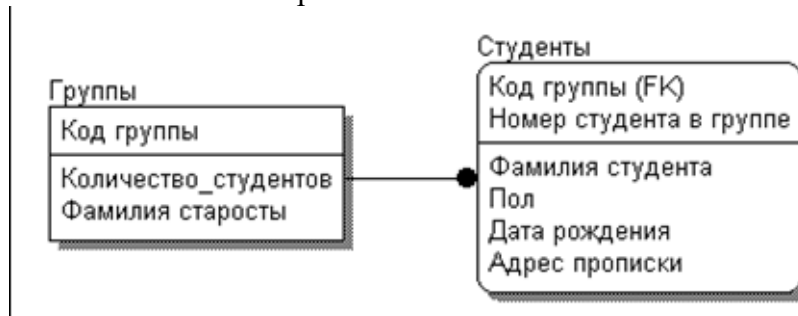 Группы
Код группы
Количество_студентов
Фамилия старосты
Студенты
Код группы (FK)
Номер студента в группе
Фамилия студента
Пол
Дата рождения
Адрес прописки